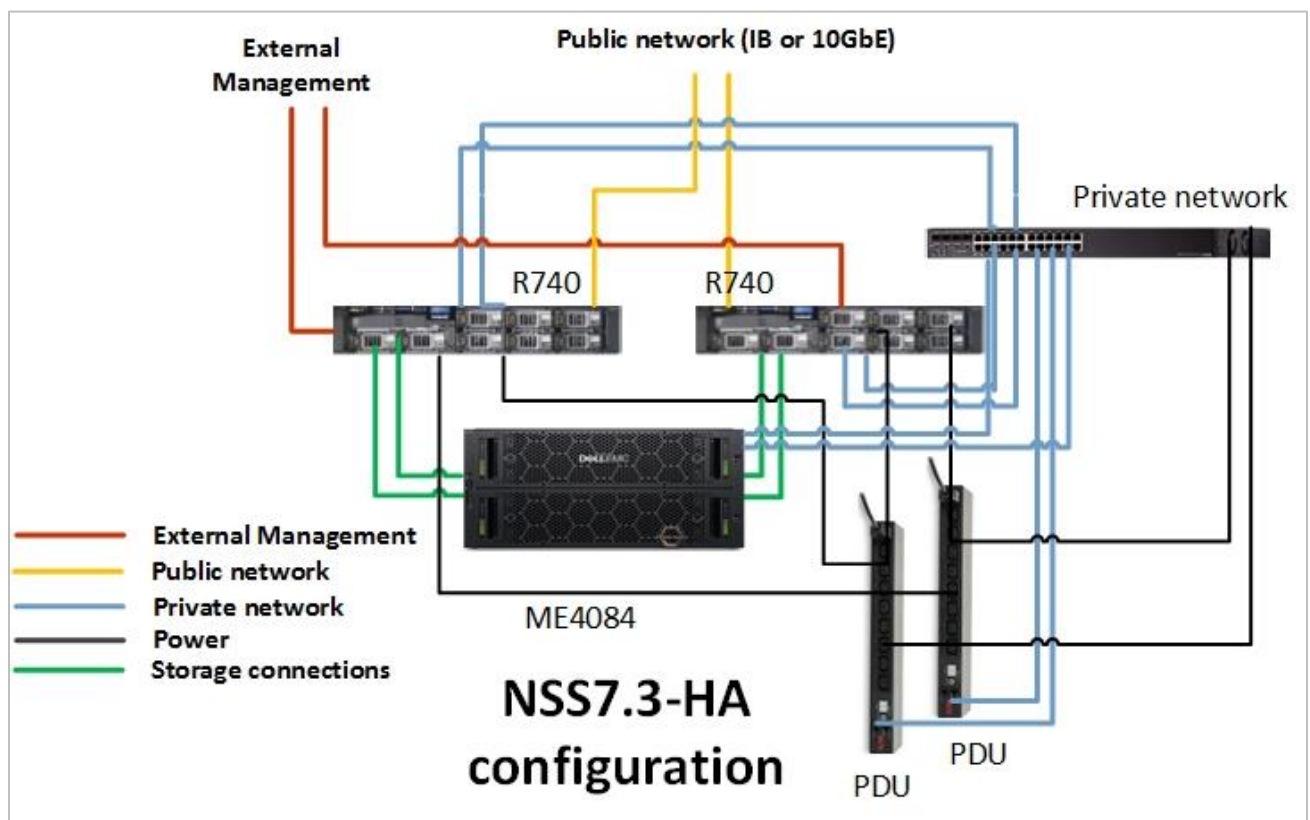 External
Management
Public network (IB or 10GbE)
Private network
R740
R740
DELLEMC
External Management
Public network
Private network
Power
Storage connections
ME4084
NSS7.3-HA
configuration
PDU
PDU